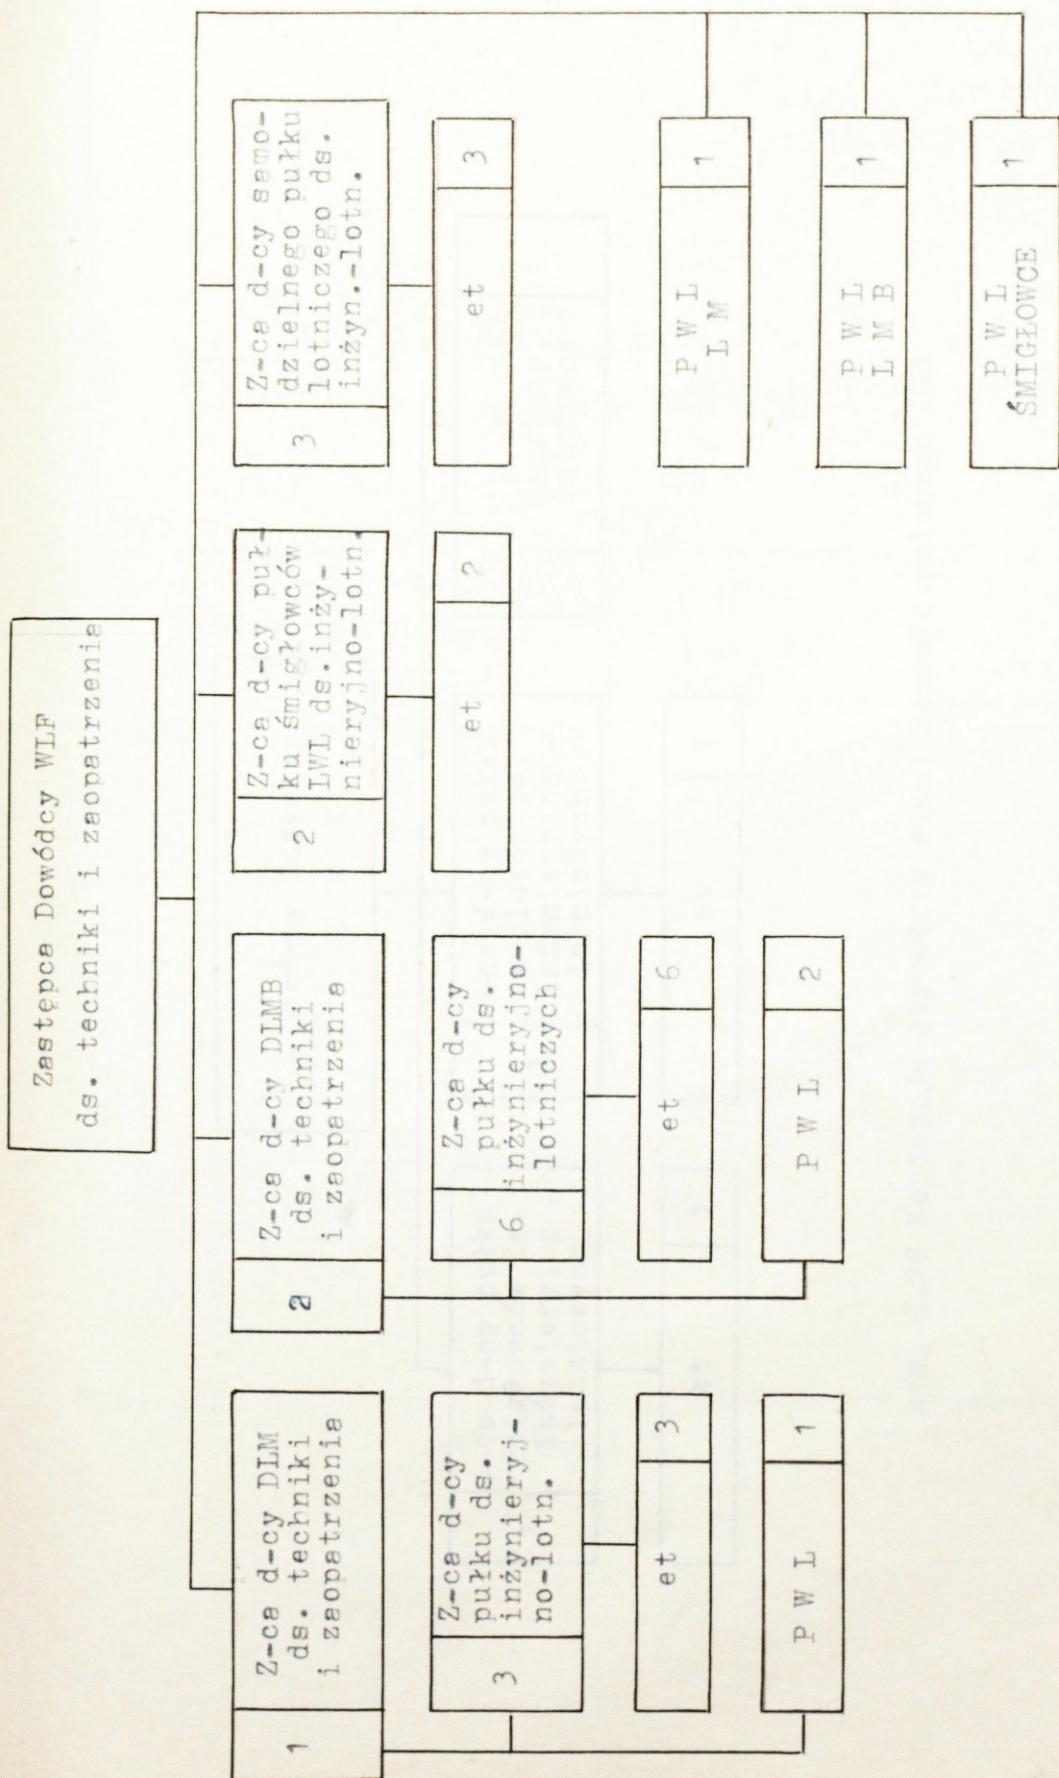 Zastępca Dowódcy WLF
ds. techniki i zaopatrzenia
1
Z-ca d-cy DLM
ds. techniki
i zaopatrzenia
3
Z-ca d-cy
pułku ds.
inżynieryj-
no-lotn.
et
3
P W L
1
2
Z-ca d-cy DLMB
ds. techniki
i zaopatrzenia
6
Z-ca d-cy
pułku ds.
inżynieryjno-
lotniczych
et
6
P W L
2
2
Z-ca d-cy puł-
ku śmigłowców
LWL ds.inży-
nieryjno-lotn.
et
2
3
Z-ca d-cy samo-
dzielnego pułku
lotniczego ds.
inżyn.-lotn.
et
3
P W L
L M
1
P W L
L M B
1
P W L
ŚMIGŁOWCE
1